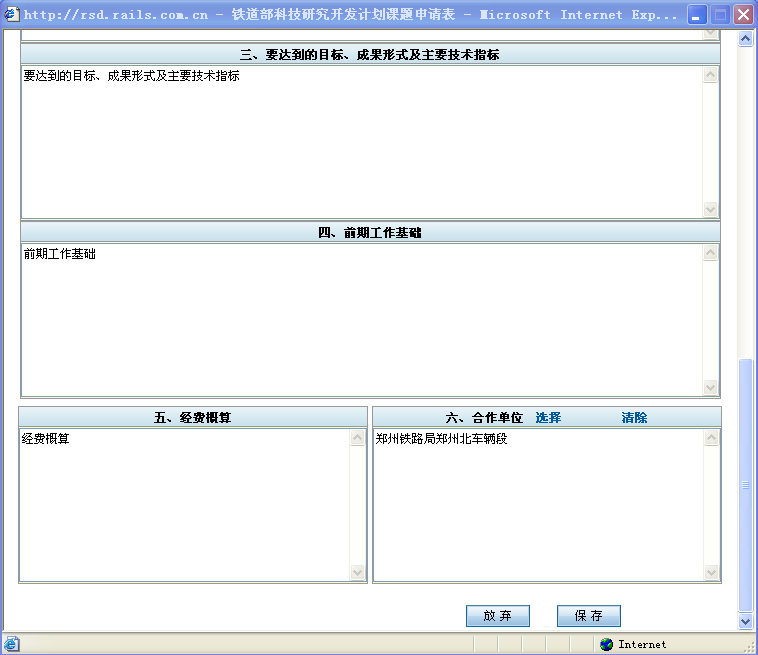 http://rsd.rails.com.cn - 铁道部科技研究开发计划课题申请表 - Microsoft Internet Exp...
三、要达到的目标、成果形式及主要技术指标
要达到的目标、成果形式及主要技术指标
四、前期工作基础
前期工作基础
五、经费概算
经费概算
六、合作单位 选择 清除
郑州铁路局郑州北车辆段
放 弃 保 存
Internet